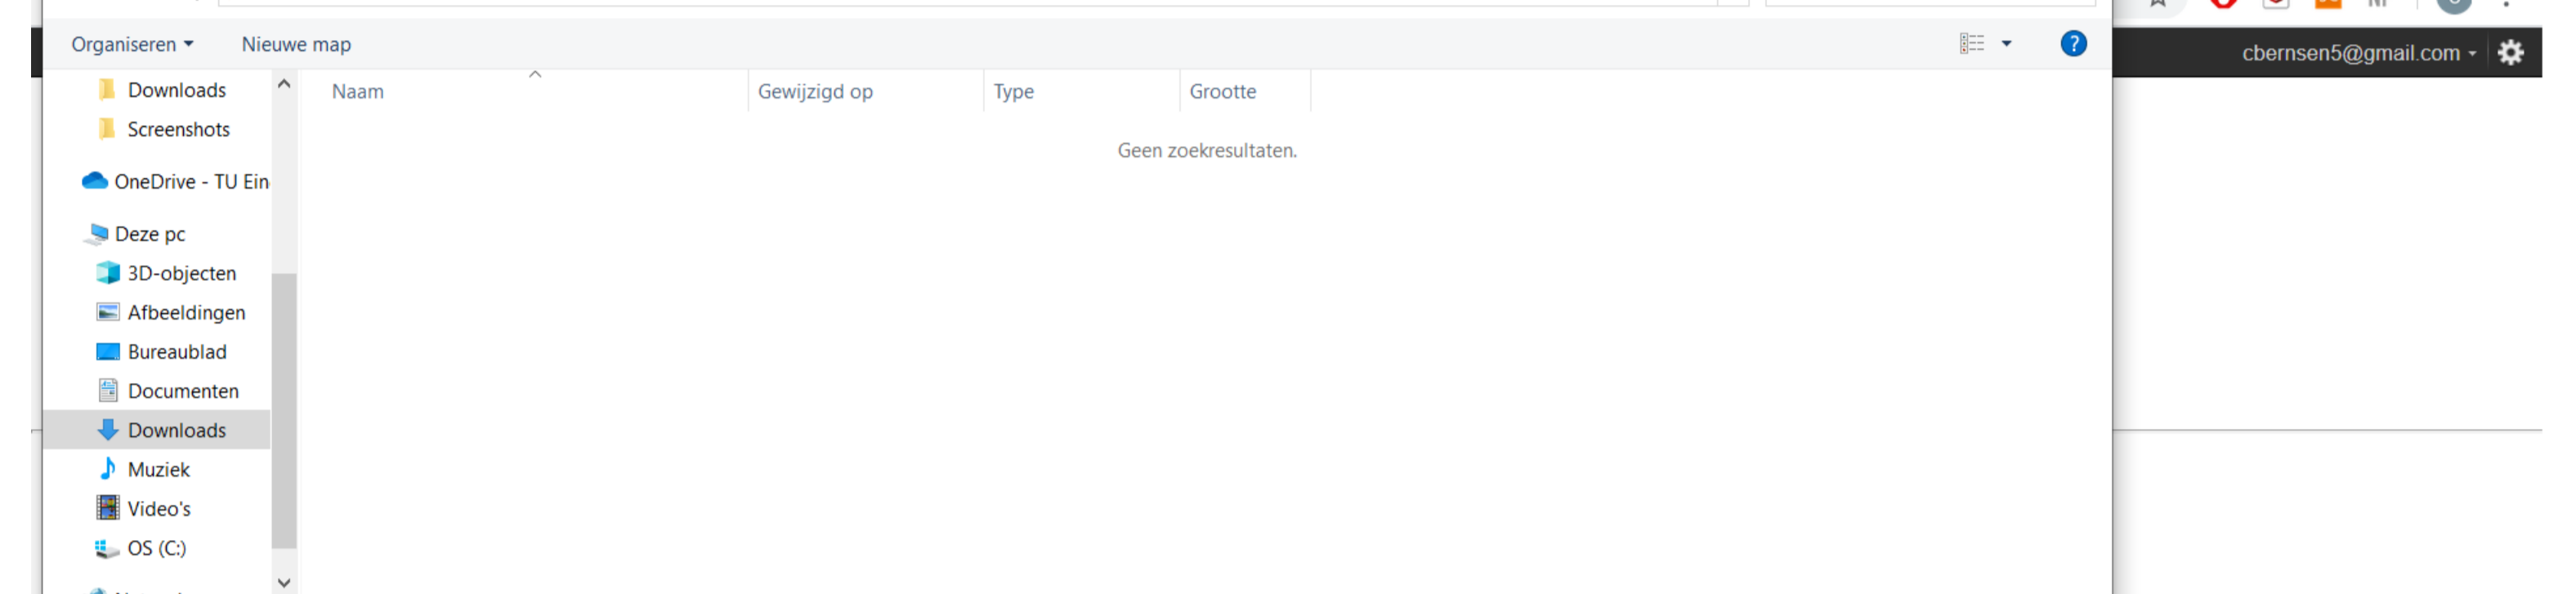 Organiseren Nieuwe map
cbernsen5@gmail.com
Naam Gewijzigd op Type Grootte
Geen zoekresultaten.
Downloads
Screenshots
OneDrive - TU Ein
Deze pc
3D-objecten
Afbeeldingen
Bureaublad
Documenten
Downloads
Muziek
Video's
OS (C:)